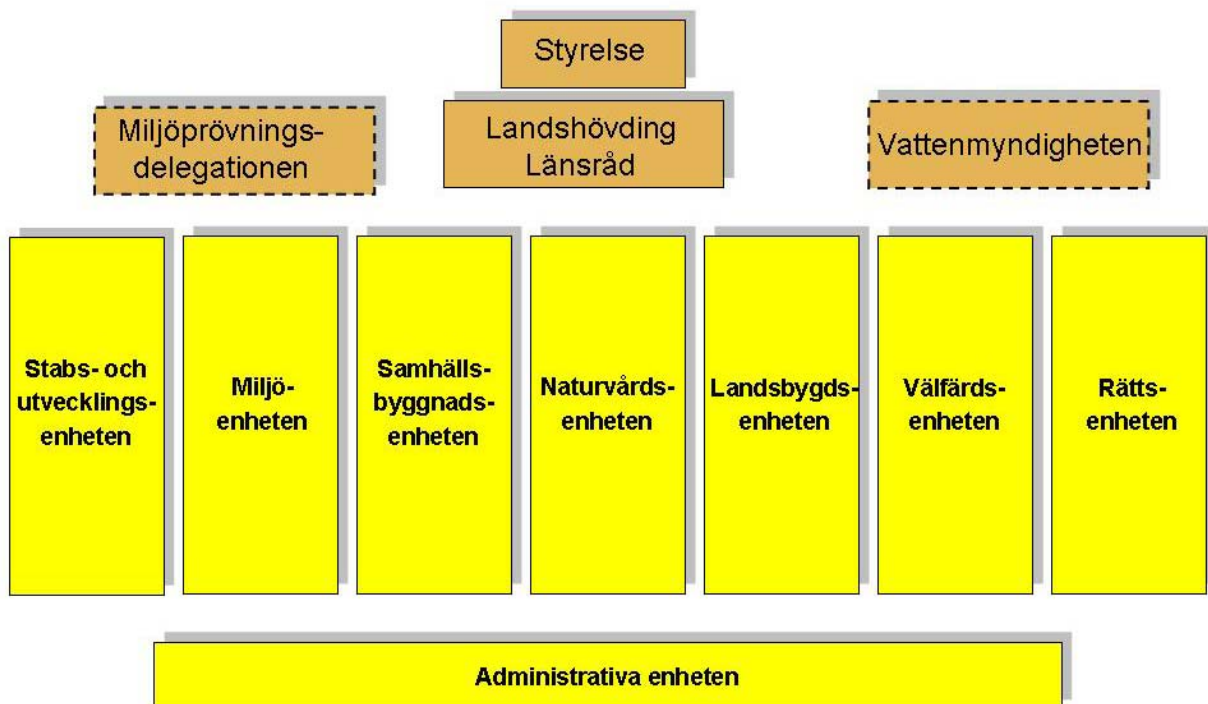 Styrelse
Miljöprövnings-
delegationen
Landshövding
Länsråd
Vattenmyndigheten
Stabs- och
utvecklings-
enheten
Miljö-
enheten
Samhälls-
byggnads-
enheten
Naturvårds-
enheten
Landsbygds-
enheten
Välfärds-
enheten
Rätts-
enheten
Administrativa enheten